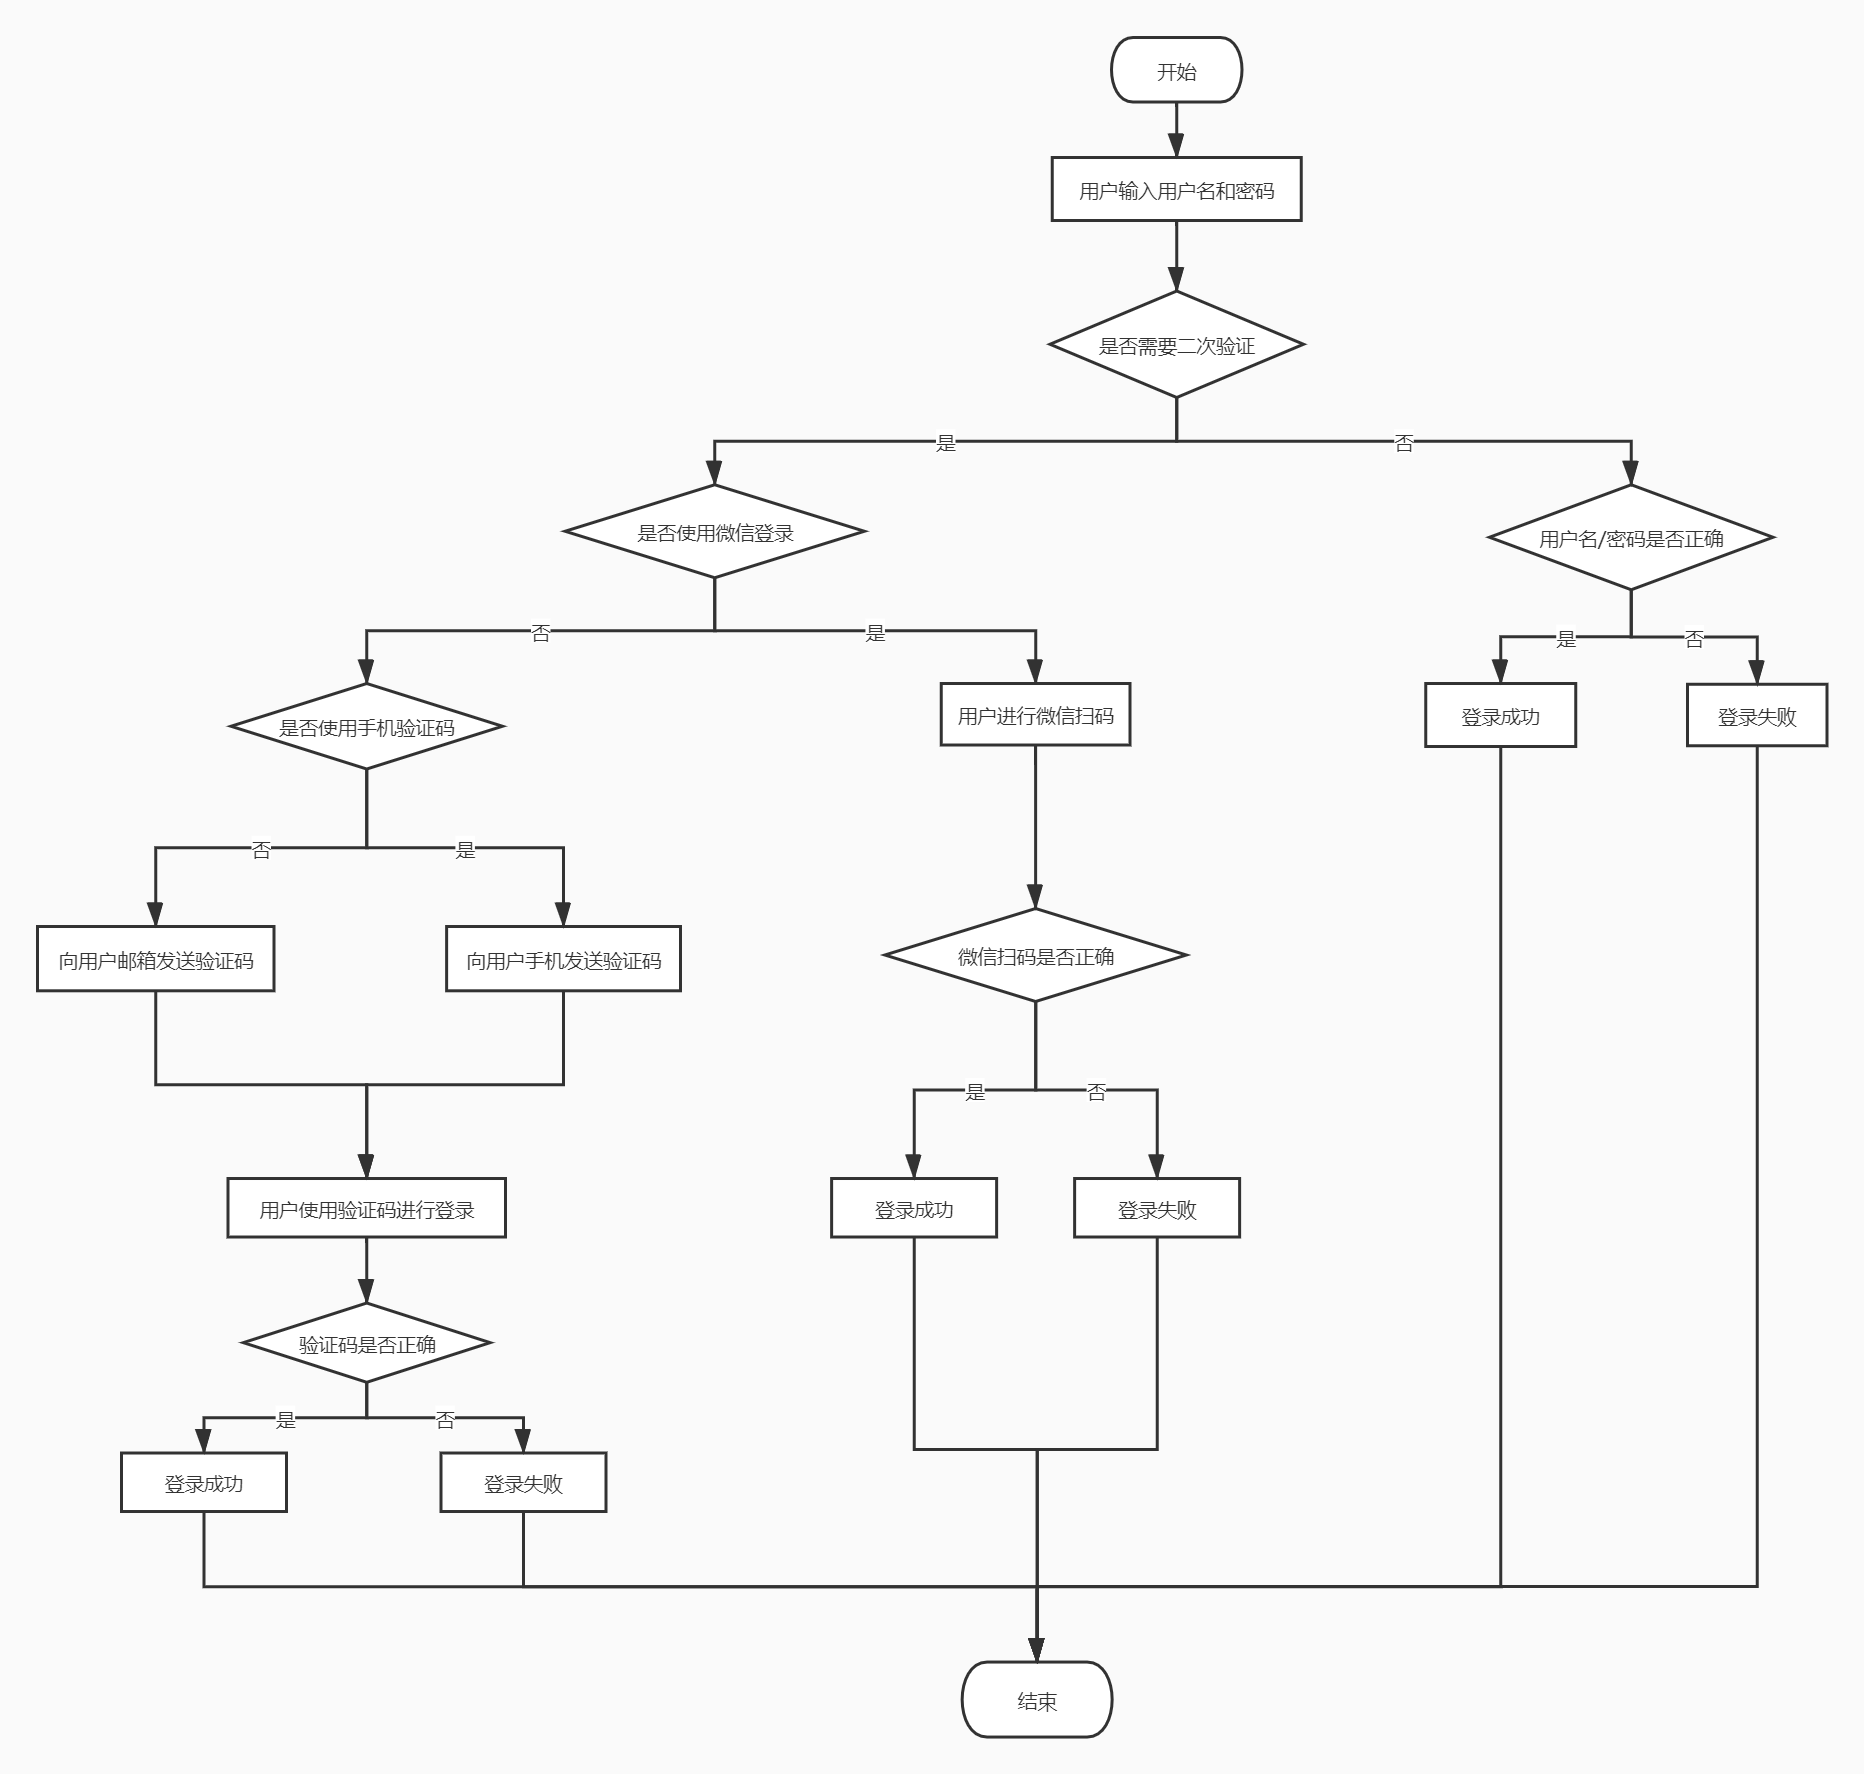 开始
用户输入用户名和密码
是否需要二次验证
是
否
是否使用微信登录
用户名/密码是否正确
否
是
是
否
是否使用手机验证码
用户进行微信扫码
登录成功
登录失败
否
是
向用户邮箱发送验证码
向用户手机发送验证码
微信扫码是否正确
是
否
用户使用验证码进行登录
登录成功
登录失败
验证码是否正确
是
否
登录成功
登录失败
结束